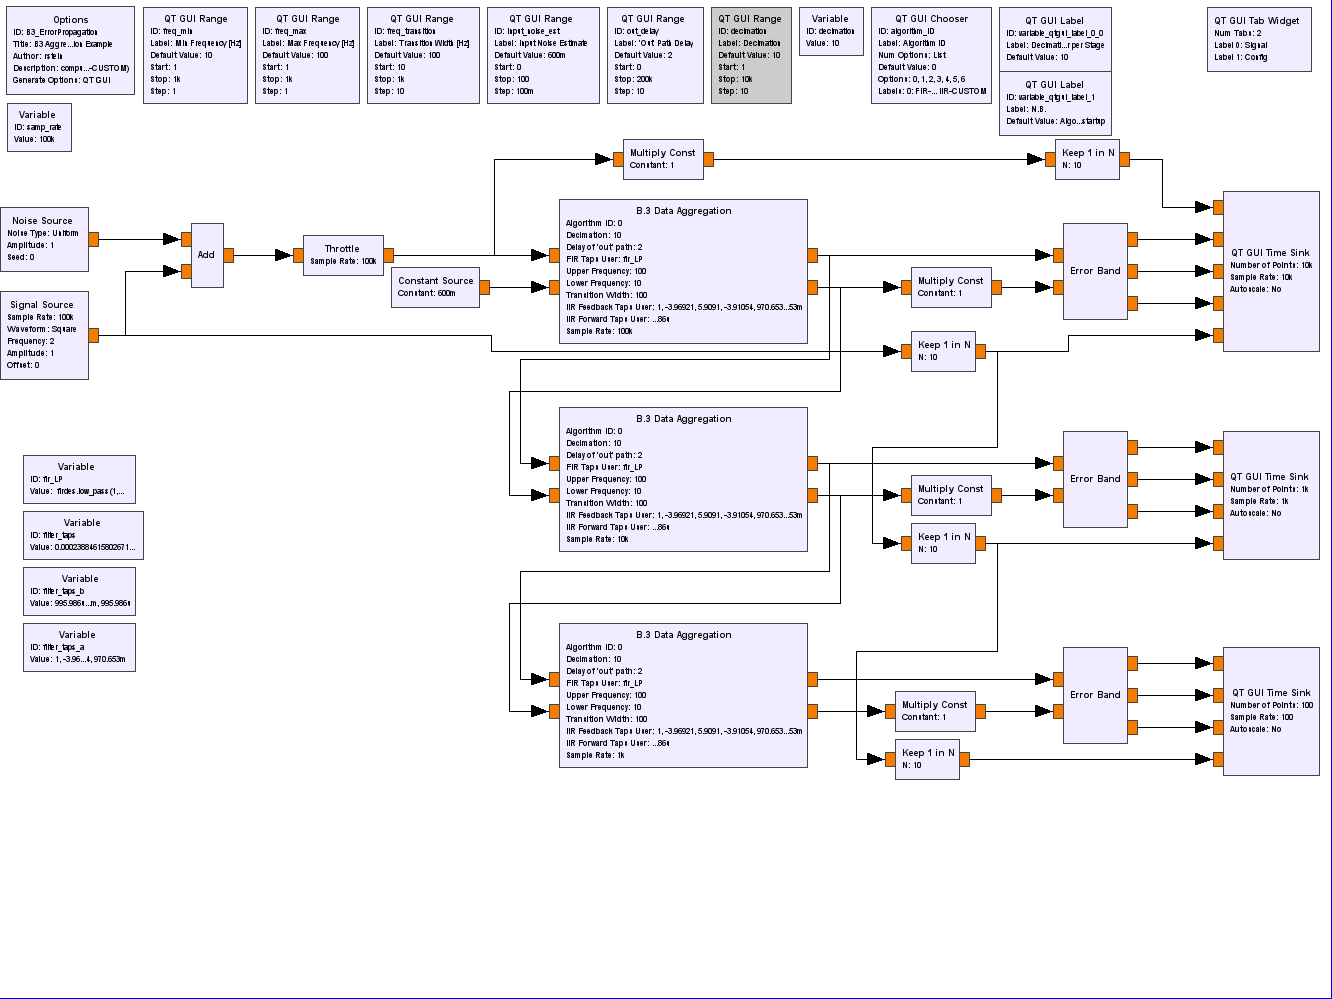 Options
ID: B3_ErrorPropagation
Title: B3 Aggre...ion Example
Author: rstein
Description: compu...-CUSTOM)
Generate Options: QT GUI
QT GUI Range
ID: freq_min
Label: Min Frequency [Hz]
Default Value: 10
Start: 1
Stop: 1k
Step: 1
QT GUI Range
ID: freq_max
Label: Max Frequency [Hz]
Default Value: 100
Start: 1
Stop: 1k
Step: 1
QT GUI Range
ID: freq_transition
Label: Transition Width [Hz]
Default Value: 100
Start: 10
Stop: 1k
Step: 10
QT GUI Range
ID: input_noise_est
Label: Input Noise Estimate
Default Value: 600m
Start: 0
Stop: 100
Step: 100m
QT GUI Range
ID: out_delay
Label: 'Out' Path Delay
Default Value: 2
Start: 0
Stop: 200k
Step: 10
QT GUI Range
ID: decimation
Label: Decimation
Default Value: 10
Start: 1
Stop: 10k
Step: 10
Variable
ID: decimation
Value: 10
QT GUI Chooser
ID: algorithm_ID
Label: Algorithm ID
Num Options: List
Default Value: 0
Options: 0, 1, 2, 3, 4, 5, 6
Labels: 0: FIR-... IIR-CUSTOM
QT GUI Label
ID: variable_qtgui_label_0_0
Label: Decimati...r per Stage
Default Value: 10
QT GUI Label
ID: variable_qtgui_label_1
Label: N.B.
Default Value: Algo...startup
QT GUI Tab Widget
Num Tabs: 2
Label 0: Signal
Label 1: Config
Variable
ID: samp_rate
Value: 100k
Multiply Const
Constant: 1
Keep 1 in N
N: 10
Noise Source
Noise Type: Uniform
Amplitude: 1
Seed: 0
Add
Throttle
Sample Rate: 100k
Constant Source
Constant: 600m
B.3 Data Aggregation
Algorithm ID: 0
Decimation: 10
Delay of 'out' path: 2
FIR Taps User: fir_LP
Upper Frequency: 100
Lower Frequency: 10
Transition Width: 100
IIR Feedback Taps User: 1, -3.96921, 5.9091, -3.91054, 970.653...53m
IIR Forward Taps User: ...86u
Sample Rate: 100k
Multiply Const
Constant: 1
Error Band
QT GUI Time Sink
Number of Points: 10k
Sample Rate: 10k
Autoscale: No
Signal Source
Sample Rate: 100k
Waveform: Square
Frequency: 2
Amplitude: 1
Offset: 0
Keep 1 in N
N: 10
B.3 Data Aggregation
Algorithm ID: 0
Decimation: 10
Delay of 'out' path: 2
FIR Taps User: fir_LP
Upper Frequency: 100
Lower Frequency: 10
Transition Width: 100
IIR Feedback Taps User: 1, -3.96921, 5.9091, -3.91054, 970.653...53m
IIR Forward Taps User: ...86u
Sample Rate: 10k
Multiply Const
Constant: 1
Keep 1 in N
N: 10
Error Band
QT GUI Time Sink
Number of Points: 1k
Sample Rate: 1k
Autoscale: No
Variable
ID: fir_LP
Value: firdes.low_pass(1,...
Variable
ID: filter_taps
Value: 0.00023884615802671...
Variable
ID: filter_taps_b
Value: 995.986u...m, 995.986u
Variable
ID: filter_taps_a
Value: 1, -3.96...4, 970.653m
B.3 Data Aggregation
Algorithm ID: 0
Decimation: 10
Delay of 'out' path: 2
FIR Taps User: fir_LP
Upper Frequency: 100
Lower Frequency: 10
Transition Width: 100
IIR Feedback Taps User: 1, -3.96921, 5.9091, -3.91054, 970.653...53m
IIR Forward Taps User: ...86u
Sample Rate: 1k
Multiply Const
Constant: 1
Keep 1 in N
N: 10
Error Band
QT GUI Time Sink
Number of Points: 100
Sample Rate: 100
Autoscale: No